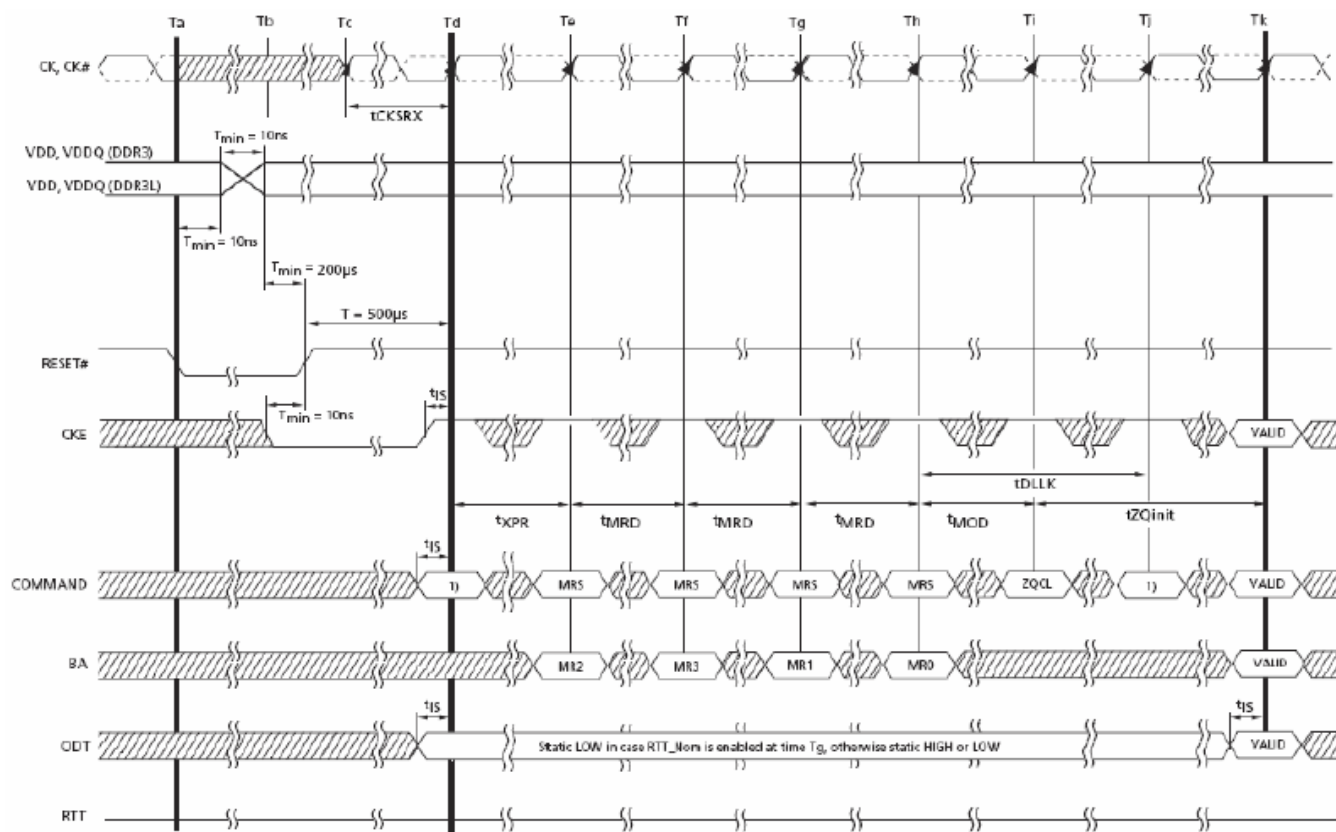 Ta Tb Tc Td Te Tf Tg Th Ti Tj Tk
CK, CK#
tCKSRX
Tmin = 10ns
VDD, VDDQ (DDR3)
VDD, VDDQ (DDR3L)
Tmin = 10ns
Tmin = 200µs
T = 500µs
RESET#
tIS
Tmin = 10ns
CKE
VALID
tDLLK
tXPR tMRD tMRD tMRD tMOD tZQinit
tIS
COMMAND 1) MRS MRS MRS MRS ZQCL 1) VALID
BA MR2 MR3 MR1 MR0 VALID
tIS tIS
ODT Static LOW in case RTT_Nom is enabled at time Tg, otherwise static HIGH or LOW VALID
RTT